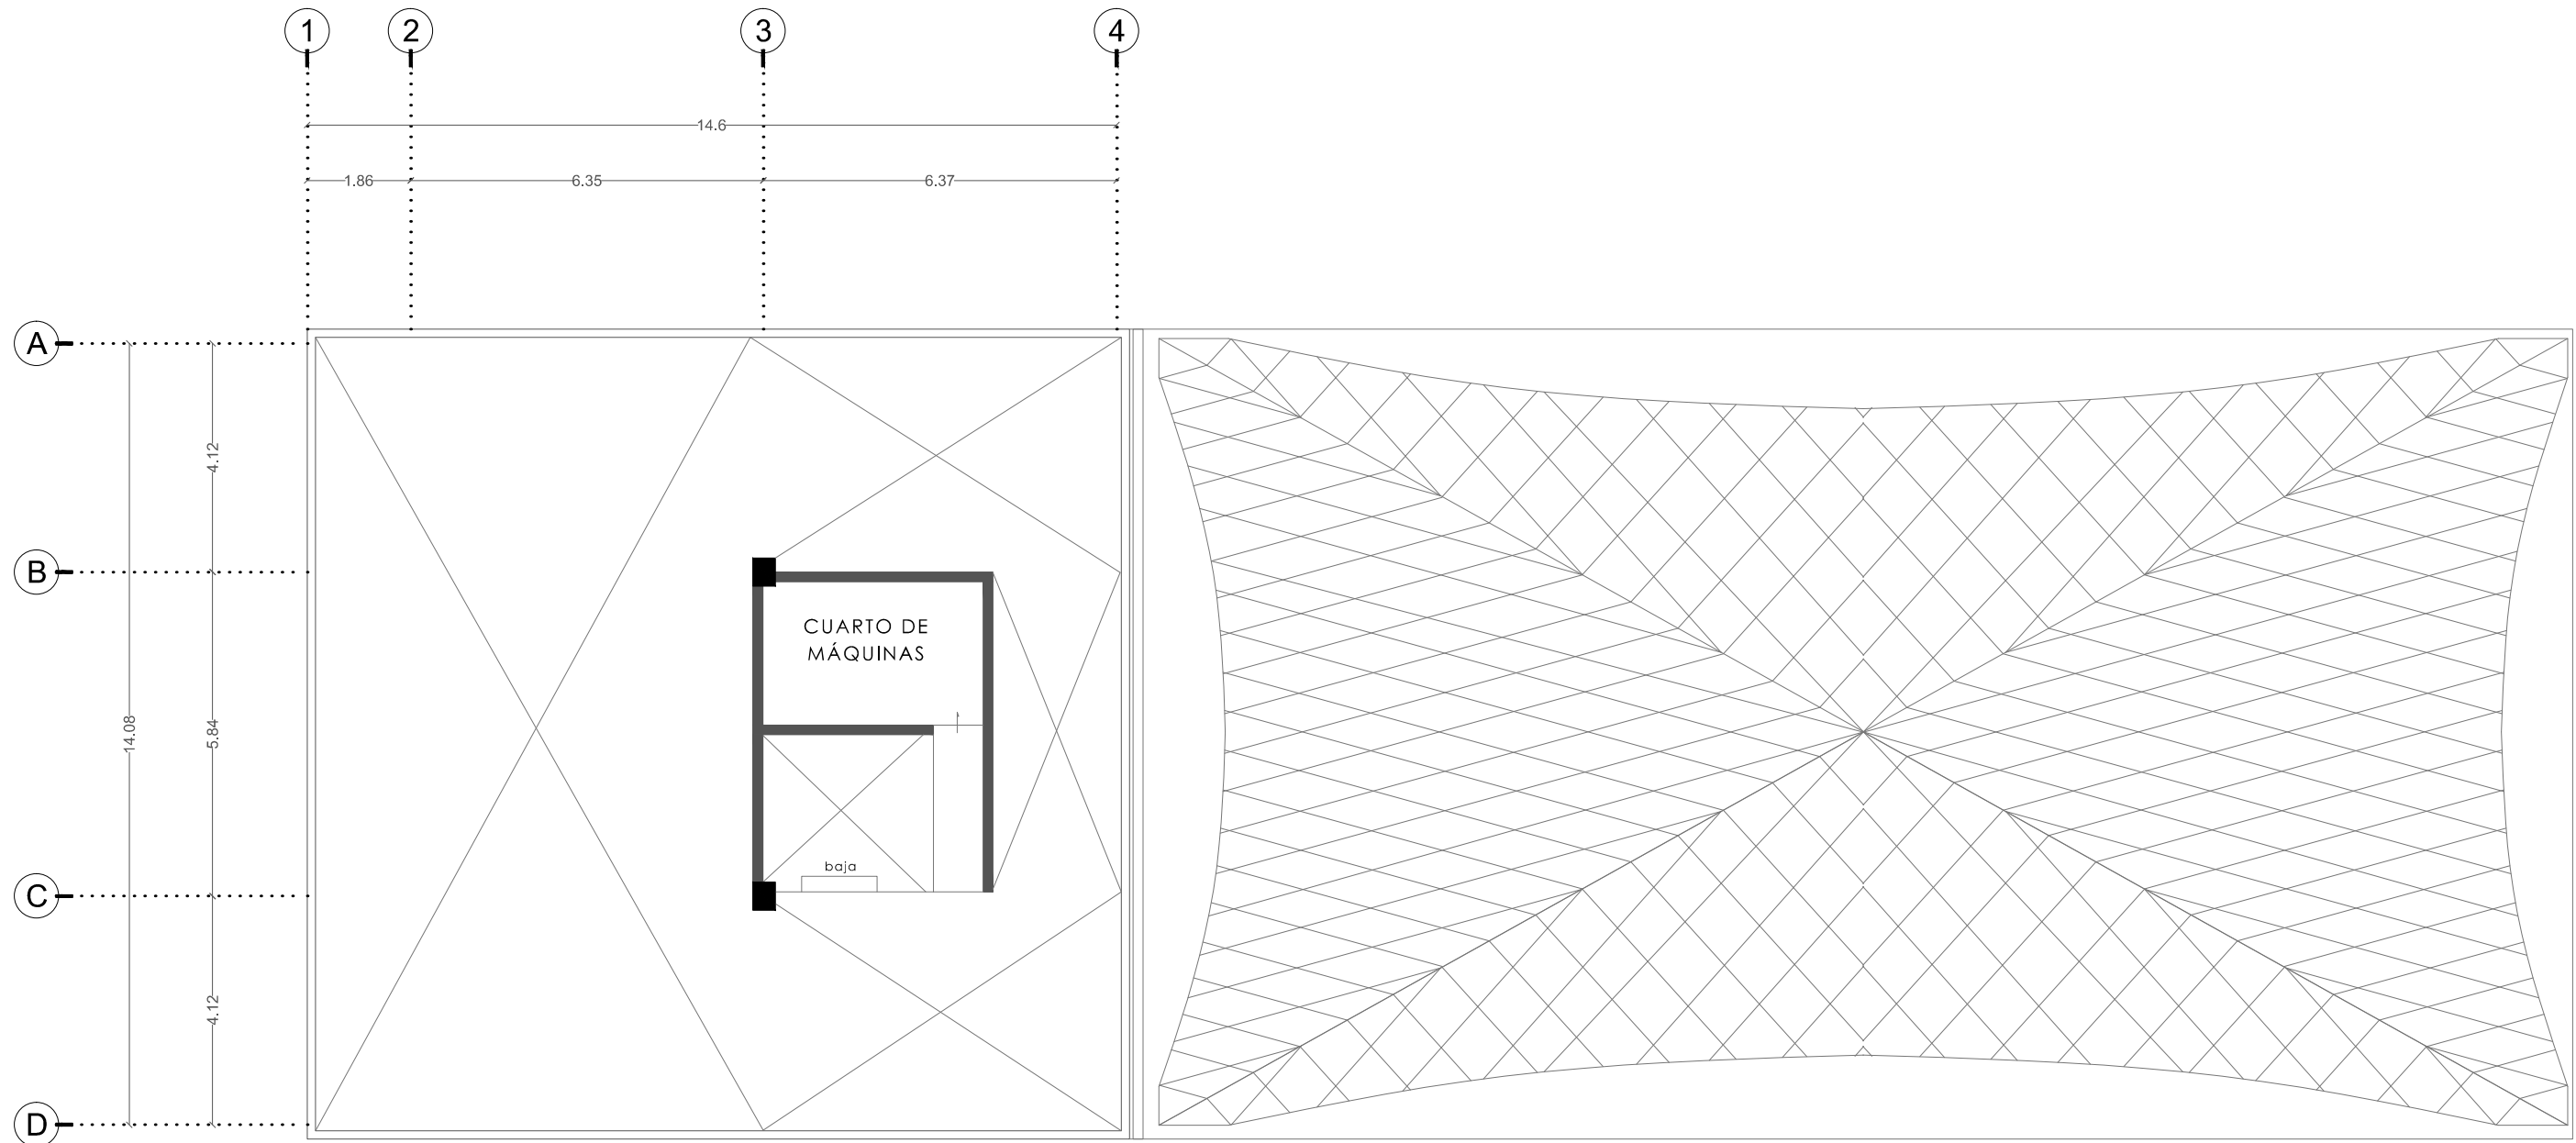 1 2 3 4
14.6
1.86 6.35 6.37
A
4.12
B
CUARTO DE
MÁQUINAS
14.08
5.84
baja
C
4.12
D